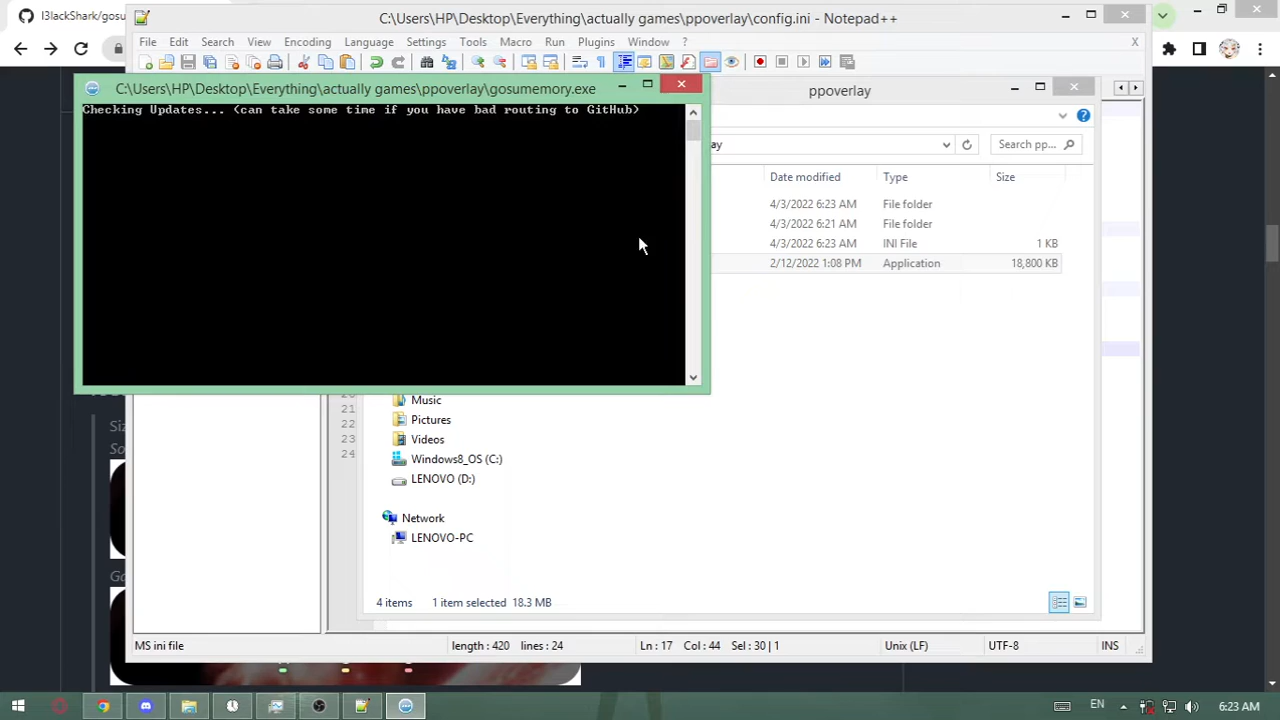 l3lackShark/gosu
C:\Users\HP\Desktop\Everything\actually games\ppoverlay\config.ini - Notepad++
File Edit Search View Encoding Language Settings Tools Macro Run Plugins Window ? X
C:\Users\HP\Desktop\Everything\actually games\ppoverlay\gosumemory.exe
ppoverlay
Checking Updates... (can take some time if you have bad routing to GitHub)
ay
Search pp...
Date modified Type Size
4/3/2022 6:23 AM File folder
4/3/2022 6:21 AM File folder
4/3/2022 6:23 AM INI File 1 KB
2/12/2022 1:08 PM Application 18,800 KB
Music
21 Pictures
22 Videos
23 Windows8_OS (C:)
24 LENOVO (D:)
Network
LENOVO-PC
Siz
So
4 items 1 item selected 18.3 MB
MS ini file length : 420 lines : 24 Ln : 17 Col : 44 Sel : 30 | 1 Unix (LF) UTF-8 INS
EN 6:23 AM